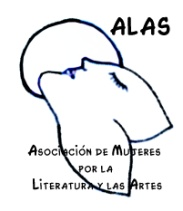 ALAS
Asociación de Mujeres
por la
Literatura y las Artes